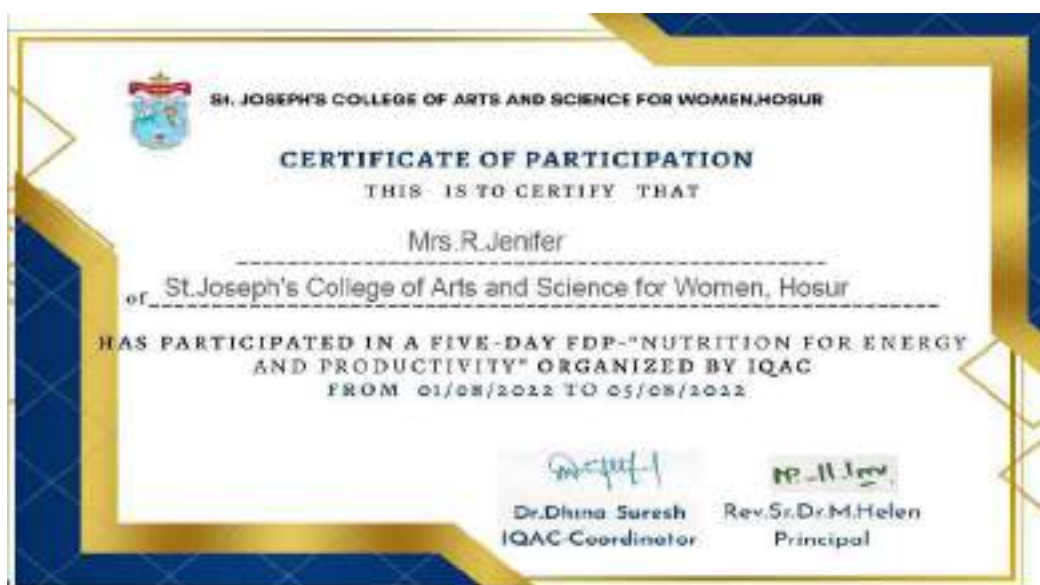 St. JOSEPH'S COLLEGE OF ARTS AND SCIENCE FOR WOMEN,HOSUR
CERTIFICATE OF PARTICIPATION
THIS IS TO CERTIFY THAT
Mrs.R.Jenifer
of St.Joseph's College of Arts and Science for Women, Hosur
HAS PARTICIPATED IN A FIVE-DAY FDP-"NUTRITION FOR ENERGY
AND PRODUCTIVITY" ORGANIZED BY IQAC
FROM 01/08/2022 TO 05/08/2022
Dr.Dhina Suresh Rev.Sr.Dr.M.Helen
IQAC-Coordinator Principal